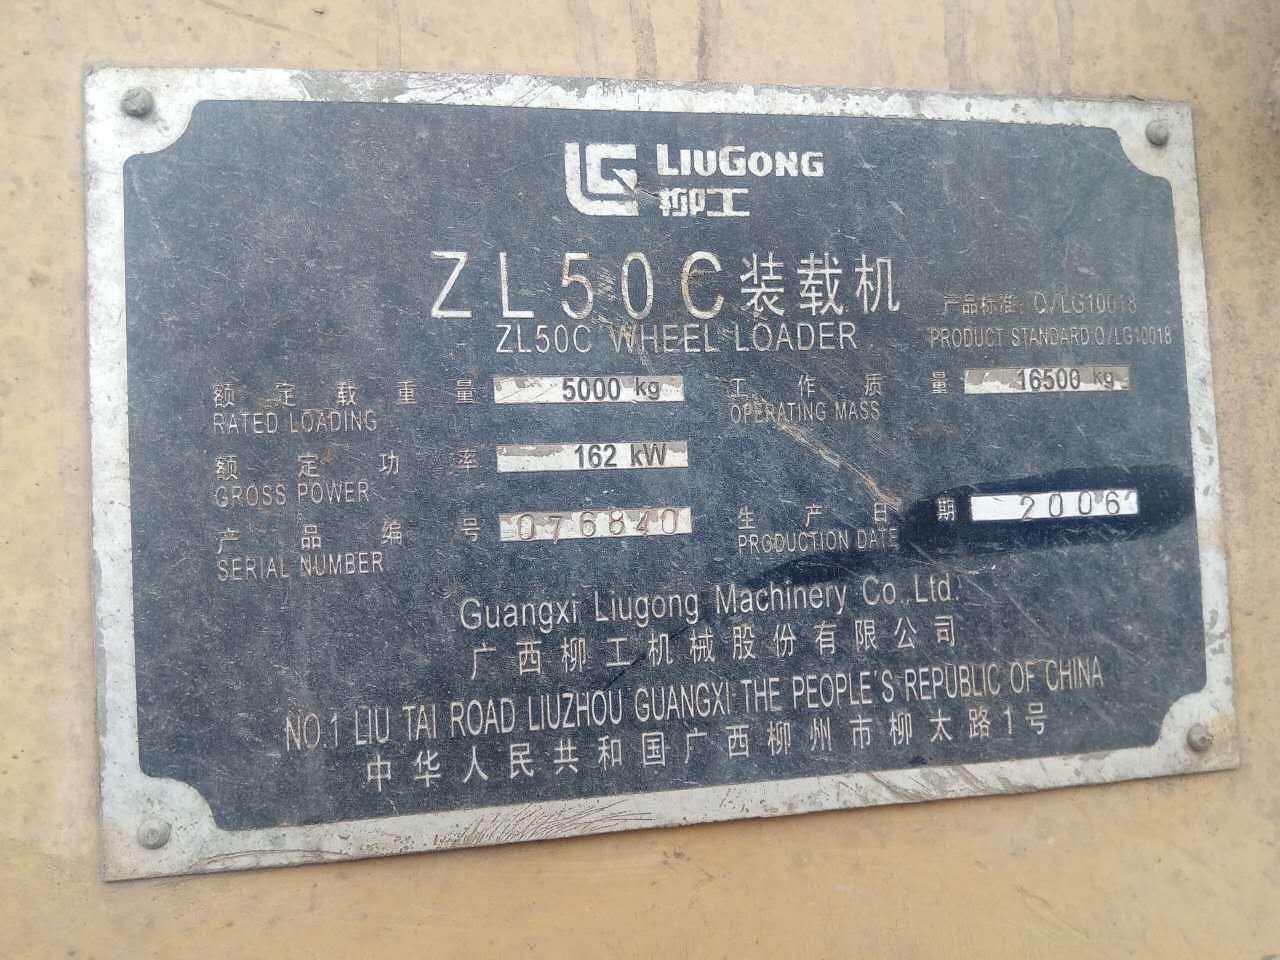 LIUGONG
柳工
ZL50C装载机
ZL50C WHEEL LOADER
产品标准: Q/LG10018
PRODUCT STANDARD:Q/LG10018
额定载重量 5000 kg
RATED LOADING
工作质量 16500 kg
OPERATING MASS
额定功率 162 kW
GROSS POWER
产品编号 076840
SERIAL NUMBER
生产日期 2006
PRODUCTION DATE
Guangxi Liugong Machinery Co.,Ltd.
广西柳工机械股份有限公司
NO.1 LIU TAI ROAD LIUZHOU GUANGXI THE PEOPLE'S REPUBLIC OF CHINA
中华人民共和国广西柳州市柳太路1号